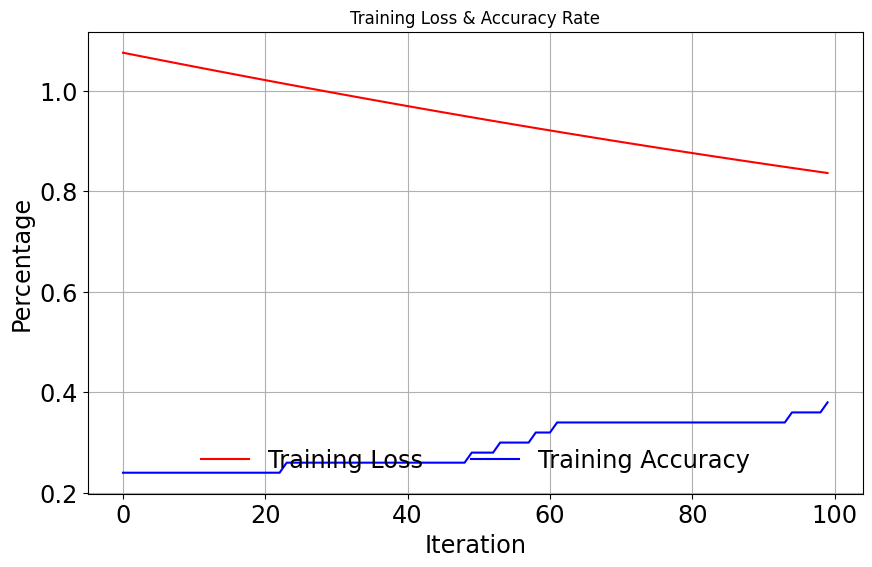 Training Loss & Accuracy Rate
1.0
0.8
0.6
0.4
0.2
Percentage
Training Loss
Training Accuracy
0 20 40 60 80 100
Iteration